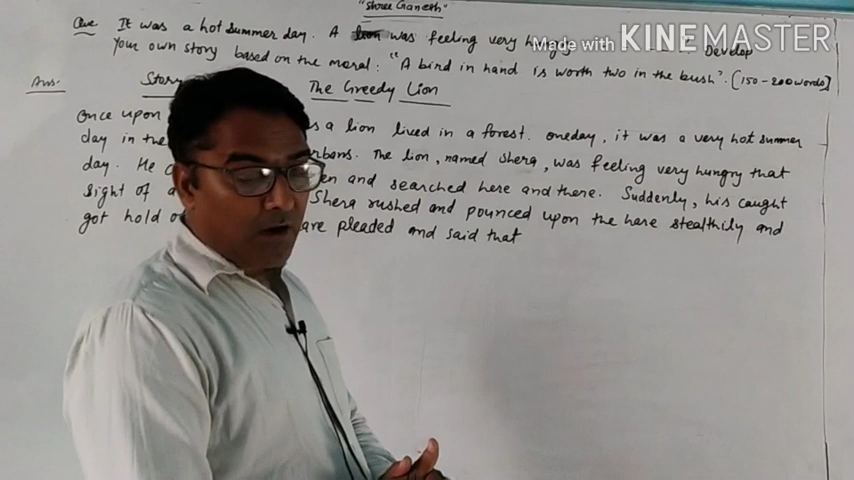 "Shree Ganesh"
Que It was a hot summer day. A lion was feeling very hungry Develop
Made with KINEMASTER
Your own story based on the moral: "A bird in hand is worth two in the bush". [150-200 words]
Ans. Story The Greedy Lion
Once upon s a lion lived in a forest. oneday, it was a very hot summer
day in the rbans. The lion, named Shera, was feeling very hungry that
day. He en and searched here and there. Suddenly, his caught
sight of a Shera rushed and pounced upon the hare stealthily and
got hold o are pleaded and said that